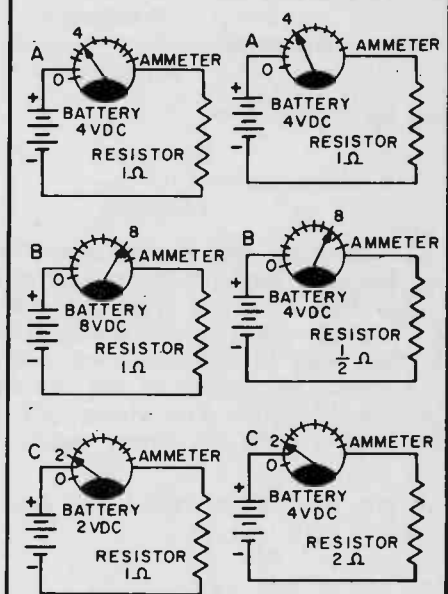 A
4
0
AMMETER
+
BATTERY
4VDC
-
RESISTOR
1Ω
A
4
0
AMMETER
+
BATTERY
4VDC
-
RESISTOR
1Ω
B
8
0
AMMETER
+
BATTERY
8VDC
-
RESISTOR
1Ω
B
8
0
AMMETER
+
BATTERY
4VDC
-
RESISTOR
1/2 Ω
C
2
0
AMMETER
+
BATTERY
2VDC
-
RESISTOR
1Ω
C
2
0
AMMETER
+
BATTERY
4VDC
-
RESISTOR
2Ω